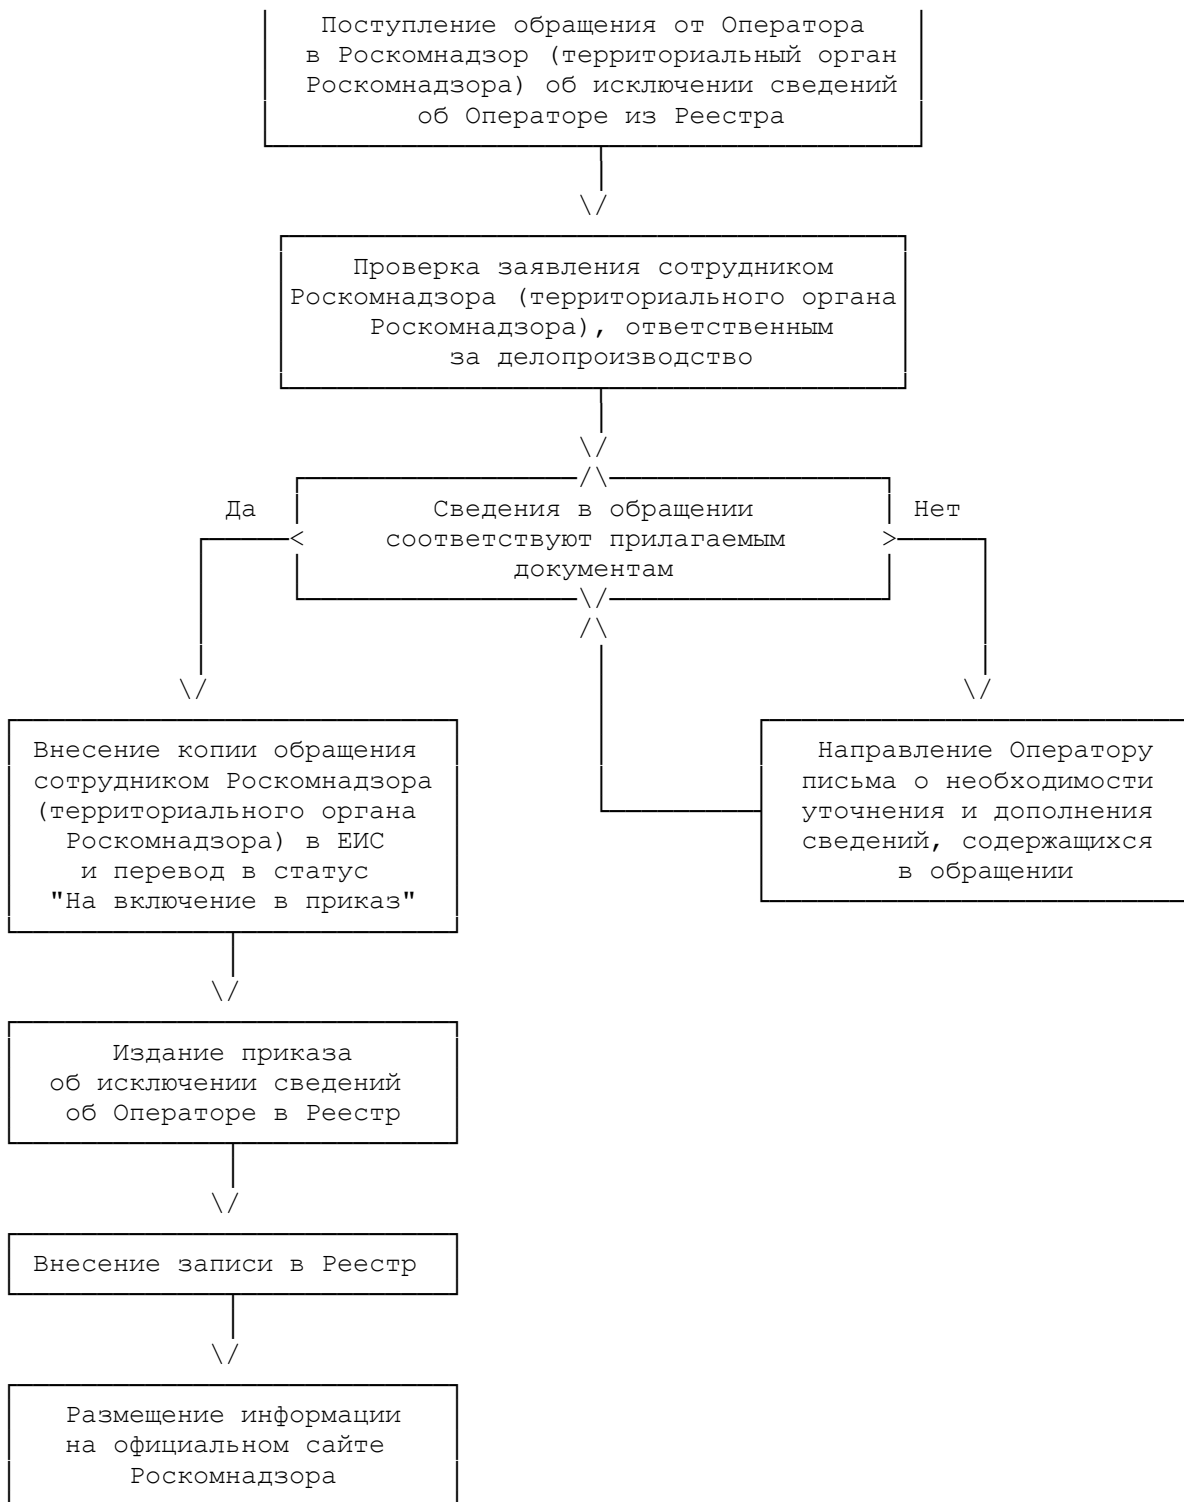 Поступление обращения от Оператора
в Роскомнадзор (территориальный орган
Роскомнадзора) об исключении сведений
об Операторе из Реестра
Проверка заявления сотрудником
Роскомнадзора (территориального органа
Роскомнадзора), ответственным
за делопроизводство
Да
Сведения в обращении
соответствуют прилагаемым
документам
Нет
Внесение копии обращения
сотрудником Роскомнадзора
(территориального органа
Роскомнадзора) в ЕИС
и перевод в статус
"На включение в приказ"
Направление Оператору
письма о необходимости
уточнения и дополнения
сведений, содержащихся
в обращении
Издание приказа
об исключении сведений
об Операторе в Реестр
Внесение записи в Реестр
Размещение информации
на официальном сайте
Роскомнадзора